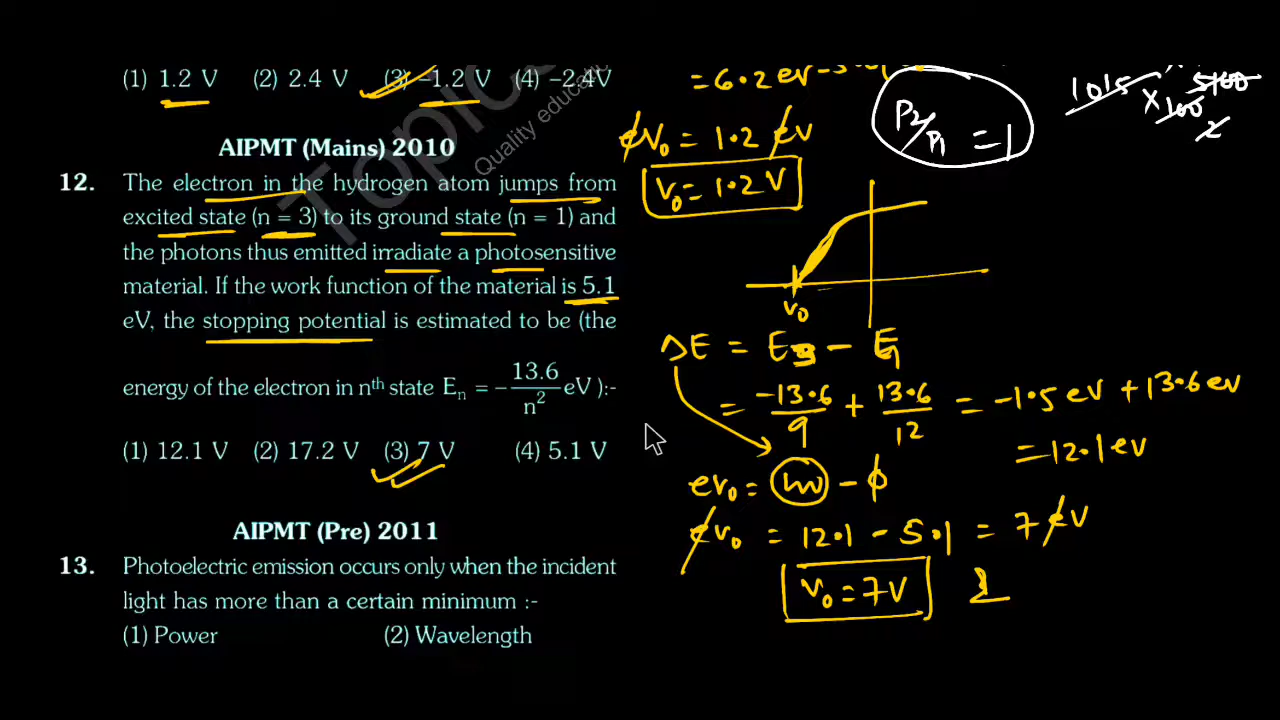 (1) 1.2 V (2) 2.4 V (3) –1.2 V (4) –2.4V
AIPMT (Mains) 2010
12. The electron in the hydrogen atom jumps from
excited state (n = 3) to its ground state (n = 1) and
the photons thus emitted irradiate a photosensitive
material. If the work function of the material is 5.1
eV, the stopping potential is estimated to be (the
energy of the electron in nth state En = – 13.6/n² eV ):-
(1) 12.1 V (2) 17.2 V (3) 7 V (4) 5.1 V
AIPMT (Pre) 2011
13. Photoelectric emission occurs only when the incident
light has more than a certain minimum :-
(1) Power (2) Wavelength
Quality education
= 6.2 eV
eV₀ = 1.2 eV
V₀ = 1.2 V
P₂/P₁ = 1
1015
5100
x 100
2
V₀
ΔE = E3 – E1
= -13.6/9 + 13.6/12 = -1.5 eV + 13.6 eV
= 12.1 eV
eV₀ = hν – ϕ
eV₀ = 12.1 – 5.1 = 7 eV
V₀ = 7V